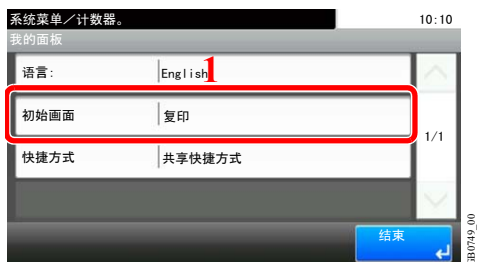 系统菜单／计数器。 10:10
我的面板
语言: English
1
初始画面 复印
1/1
快捷方式 共享快捷方式
结束
GB0749_00